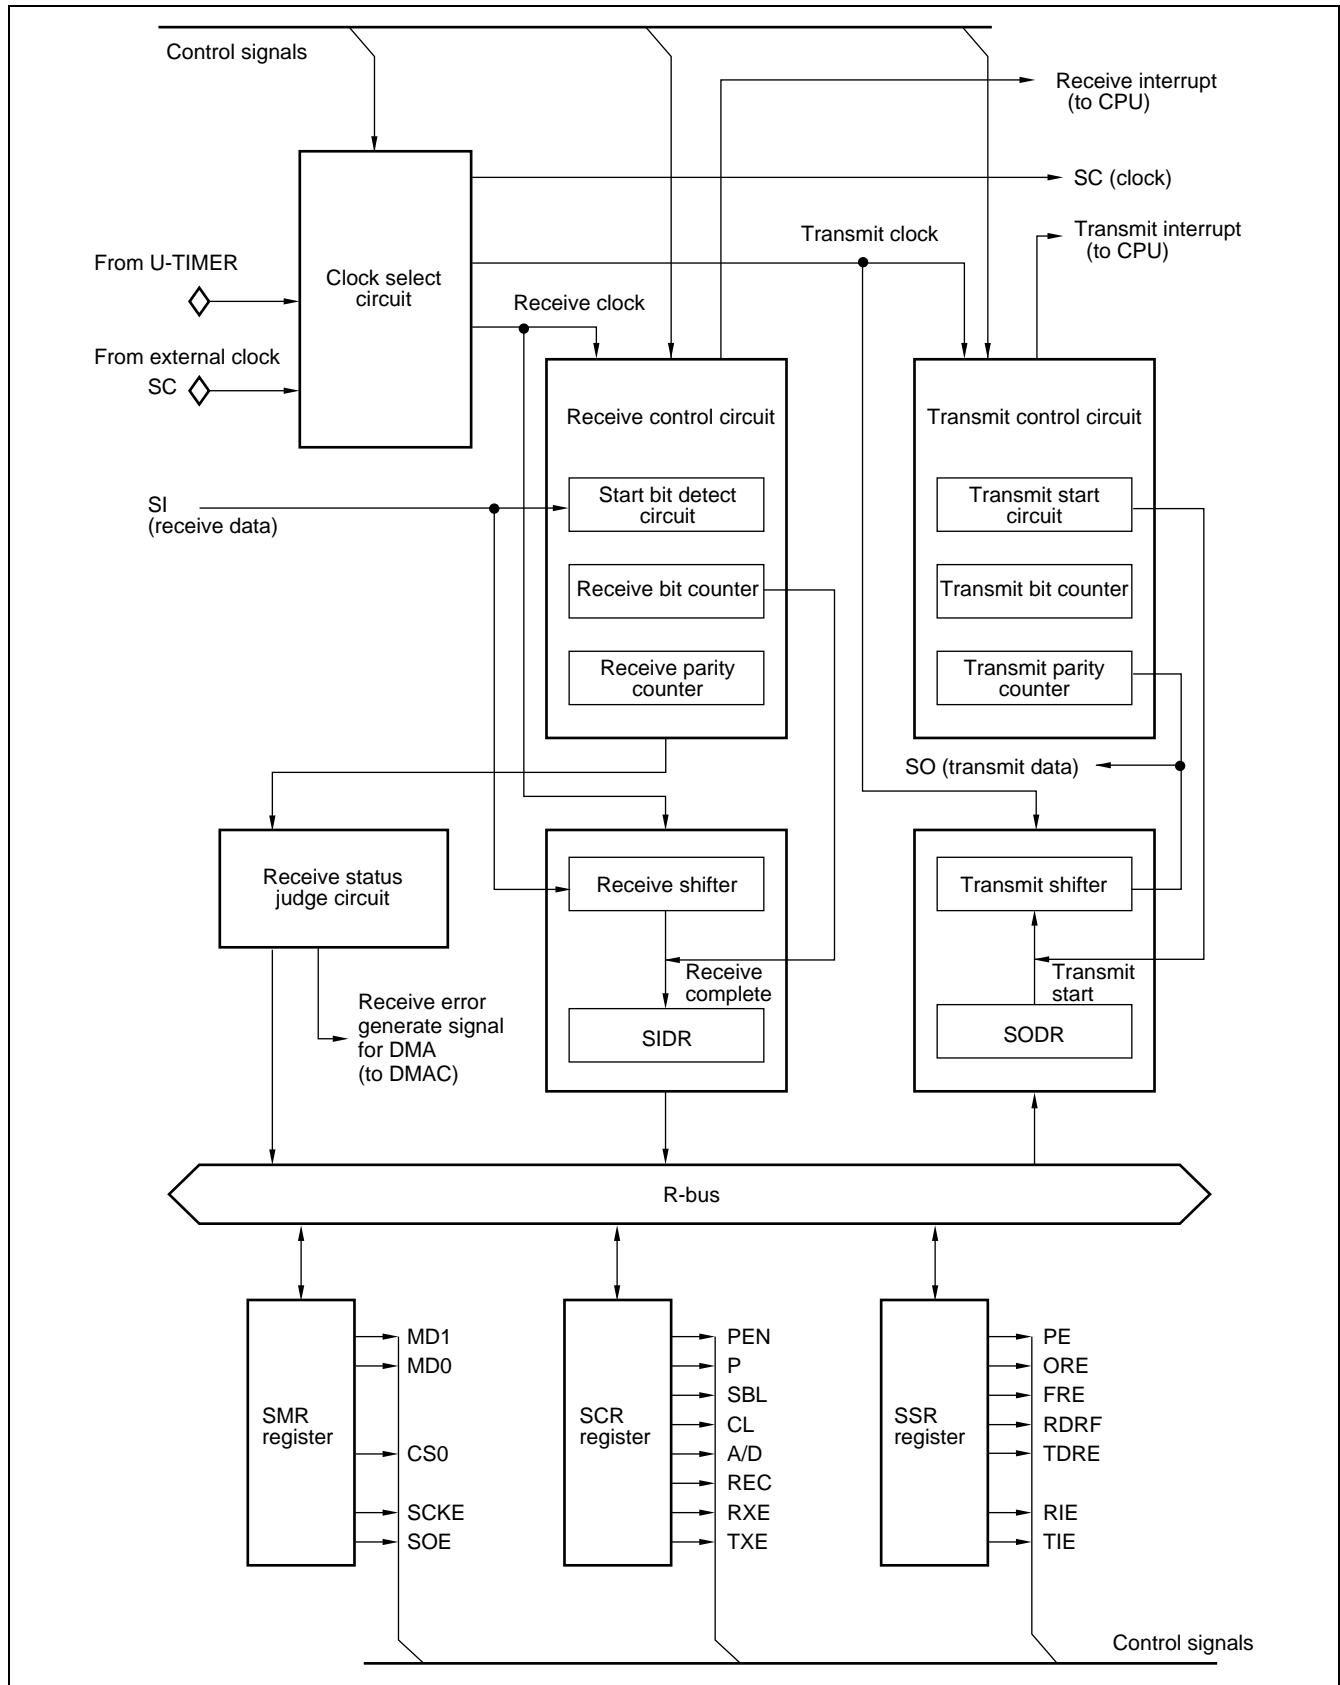 Control signals
Receive interrupt
(to CPU)
SC (clock)
Transmit interrupt
(to CPU)
Transmit clock
From U-TIMER
Clock select
circuit
Receive clock
From external clock
SC
Receive control circuit
Transmit control circuit
SI
(receive data)
Start bit detect
circuit
Transmit start
circuit
Receive bit counter
Transmit bit counter
Receive parity
counter
Transmit parity
counter
SO (transmit data)
Receive status
judge circuit
Receive shifter
Transmit shifter
Receive
complete
Transmit
start
Receive error
generate signal
for DMA
(to DMAC)
SIDR
SODR
R-bus
SMR
register
MD1
MD0
CS0
SCKE
SOE
SCR
register
PEN
P
SBL
CL
A/D
REC
RXE
TXE
SSR
register
PE
ORE
FRE
RDRF
TDRE
RIE
TIE
Control signals